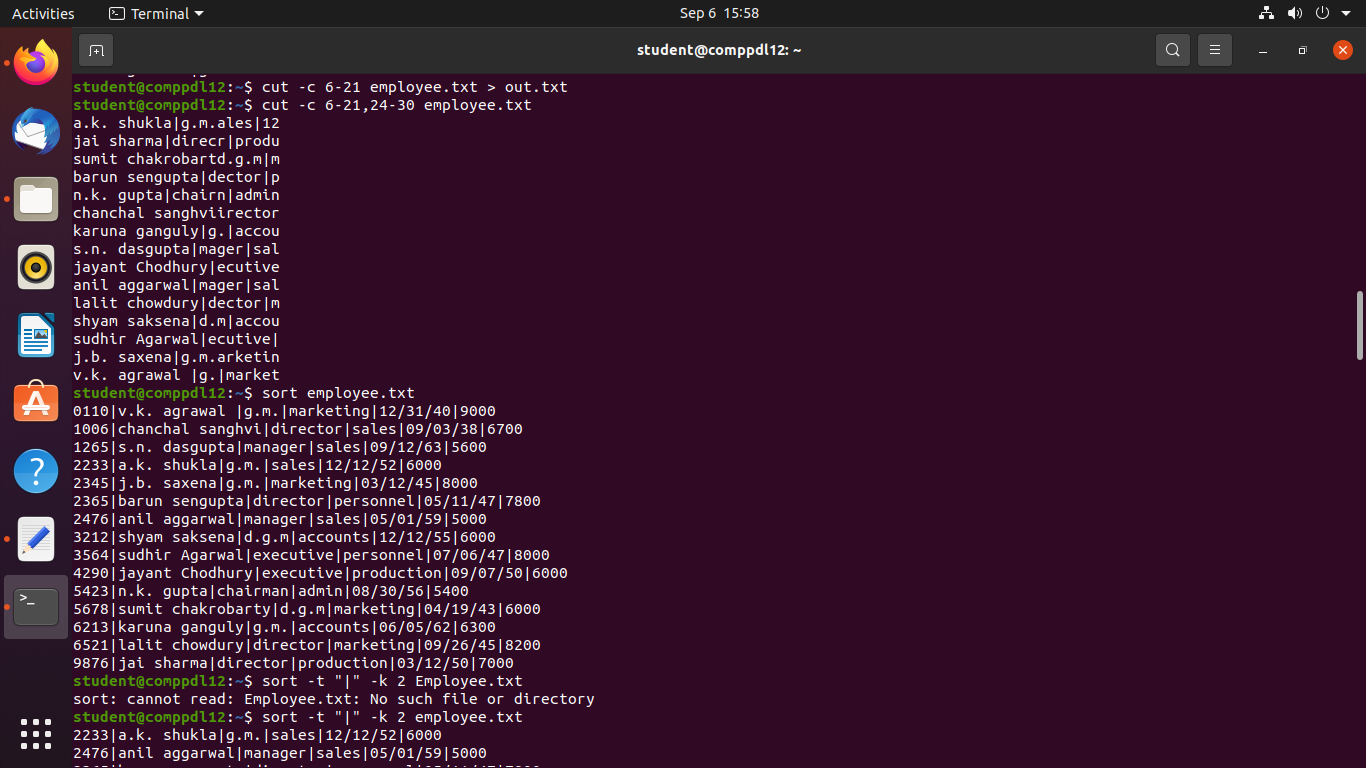 Activities
Terminal
Sep 6 15:58
student@comppdl12: ~
student@comppdl12:~$ cut -c 6-21 employee.txt > out.txt
student@comppdl12:~$ cut -c 6-21,24-30 employee.txt
a.k. shukla|g.m.ales|12
jai sharma|direcr|produ
sumit chakrobartd.g.m|m
barun sengupta|dector|p
n.k. gupta|chairn|admin
chanchal sanghviirector
karuna ganguly|g.|accou
s.n. dasgupta|mager|sal
jayant Chodhury|ecutive
anil aggarwal|mager|sal
lalit chowdury|dector|m
shyam saksena|d.m|accou
sudhir Agarwal|ecutive|
j.b. saxena|g.m.arketin
v.k. agrawal |g.|market
student@comppdl12:~$ sort employee.txt
0110|v.k. agrawal |g.m.|marketing|12/31/40|9000
1006|chanchal sanghvi|director|sales|09/03/38|6700
1265|s.n. dasgupta|manager|sales|09/12/63|5600
2233|a.k. shukla|g.m.|sales|12/12/52|6000
2345|j.b. saxena|g.m.|marketing|03/12/45|8000
2365|barun sengupta|director|personnel|05/11/47|7800
2476|anil aggarwal|manager|sales|05/01/59|5000
3212|shyam saksena|d.g.m|accounts|12/12/55|6000
3564|sudhir Agarwal|executive|personnel|07/06/47|8000
4290|jayant Chodhury|executive|production|09/07/50|6000
5423|n.k. gupta|chairman|admin|08/30/56|5400
5678|sumit chakrobarty|d.g.m|marketing|04/19/43|6000
6213|karuna ganguly|g.m.|accounts|06/05/62|6300
6521|lalit chowdury|director|marketing|09/26/45|8200
9876|jai sharma|director|production|03/12/50|7000
student@comppdl12:~$ sort -t "|" -k 2 Employee.txt
sort: cannot read: Employee.txt: No such file or directory
student@comppdl12:~$ sort -t "|" -k 2 employee.txt
2233|a.k. shukla|g.m.|sales|12/12/52|6000
2476|anil aggarwal|manager|sales|05/01/59|5000